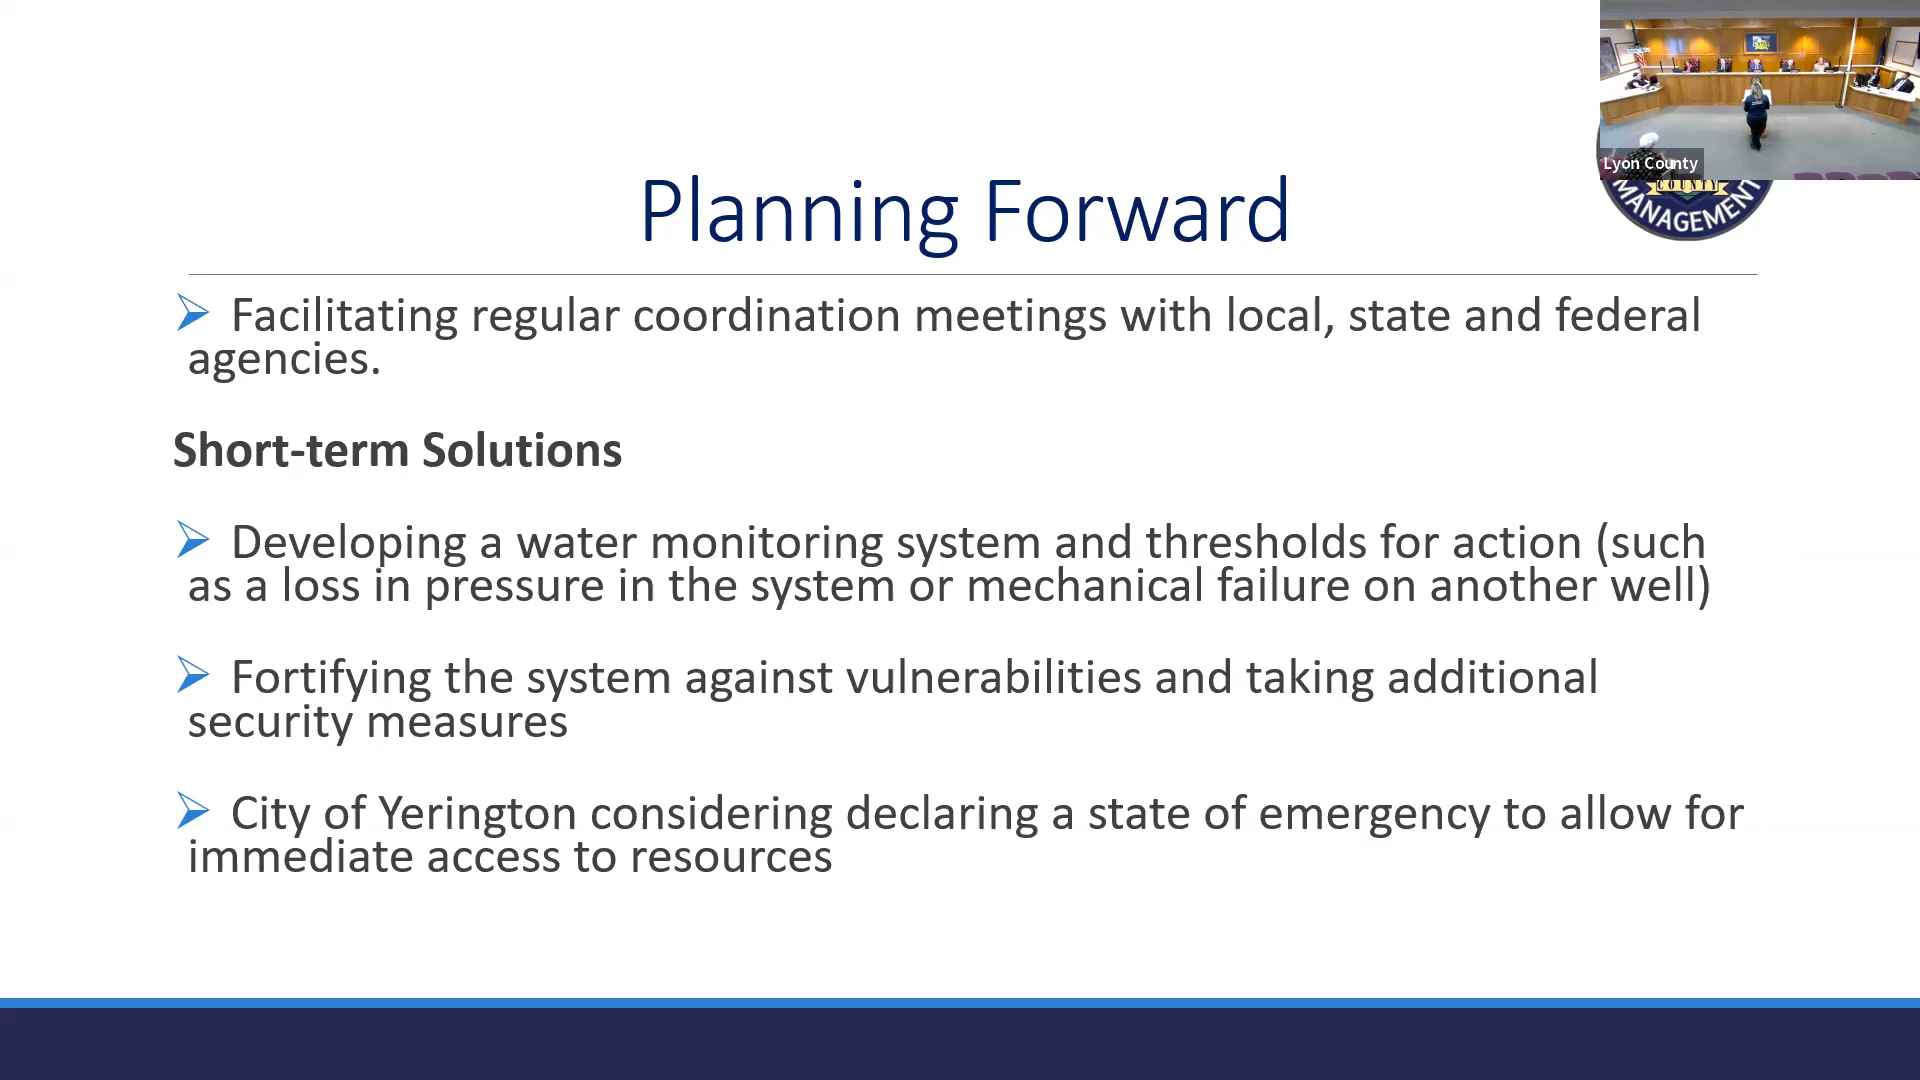 Planning Forward
Lyon County
COUNTY
MANAGEMENT
Facilitating regular coordination meetings with local, state and federal
agencies.
Short-term Solutions
Developing a water monitoring system and thresholds for action (such
as a loss in pressure in the system or mechanical failure on another well)
Fortifying the system against vulnerabilities and taking additional
security measures
City of Yerington considering declaring a state of emergency to allow for
immediate access to resources